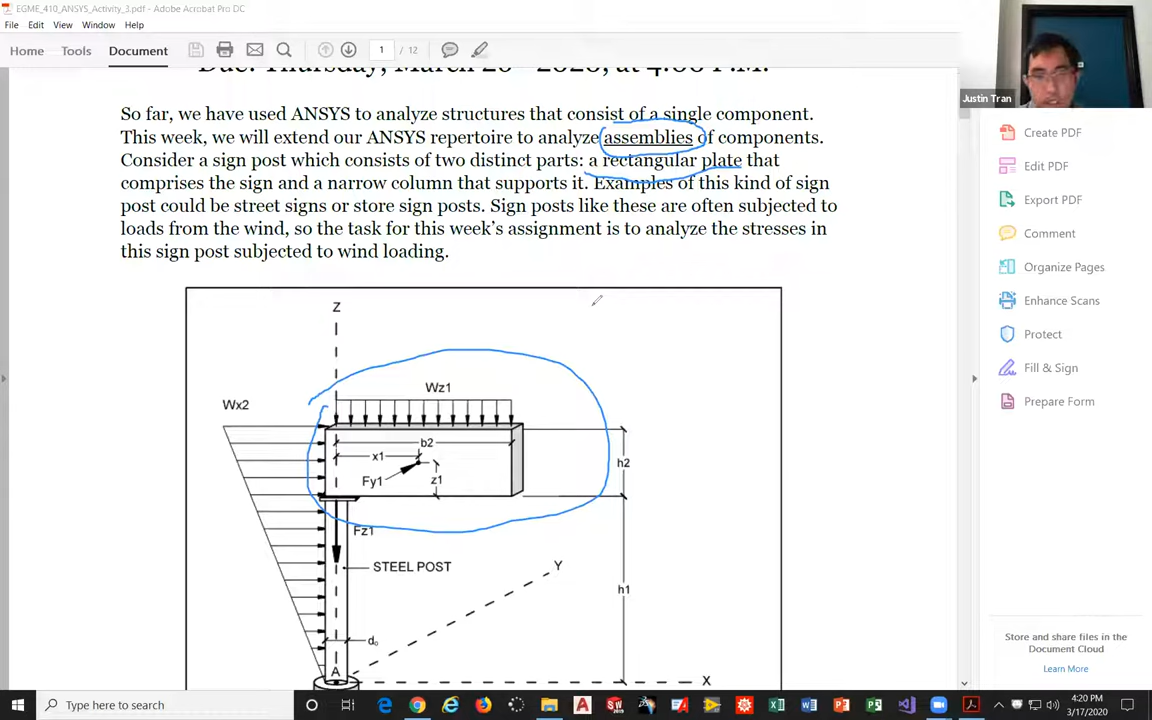 EGME_410_ANSYS_Activity_3.pdf - Adobe Acrobat Pro DC
File Edit View Window Help
Home Tools Document 1 / 12
Justin Tran
So far, we have used ANSYS to analyze structures that consist of a single component.
This week, we will extend our ANSYS repertoire to analyze assemblies of components.
Consider a sign post which consists of two distinct parts: a rectangular plate that
comprises the sign and a narrow column that supports it. Examples of this kind of sign
post could be street signs or store sign posts. Sign posts like these are often subjected to
loads from the wind, so the task for this week's assignment is to analyze the stresses in
this sign post subjected to wind loading.
Z
Wz1
Wx2
b2
x1
h2
Fy1
z1
Fz1
STEEL POST
Y
h1
do
A
X
Create PDF
Edit PDF
Export PDF
Comment
Organize Pages
Enhance Scans
Protect
Fill & Sign
Prepare Form
Store and share files in the
Document Cloud
Learn More
Type here to search
4:20 PM
3/17/2020